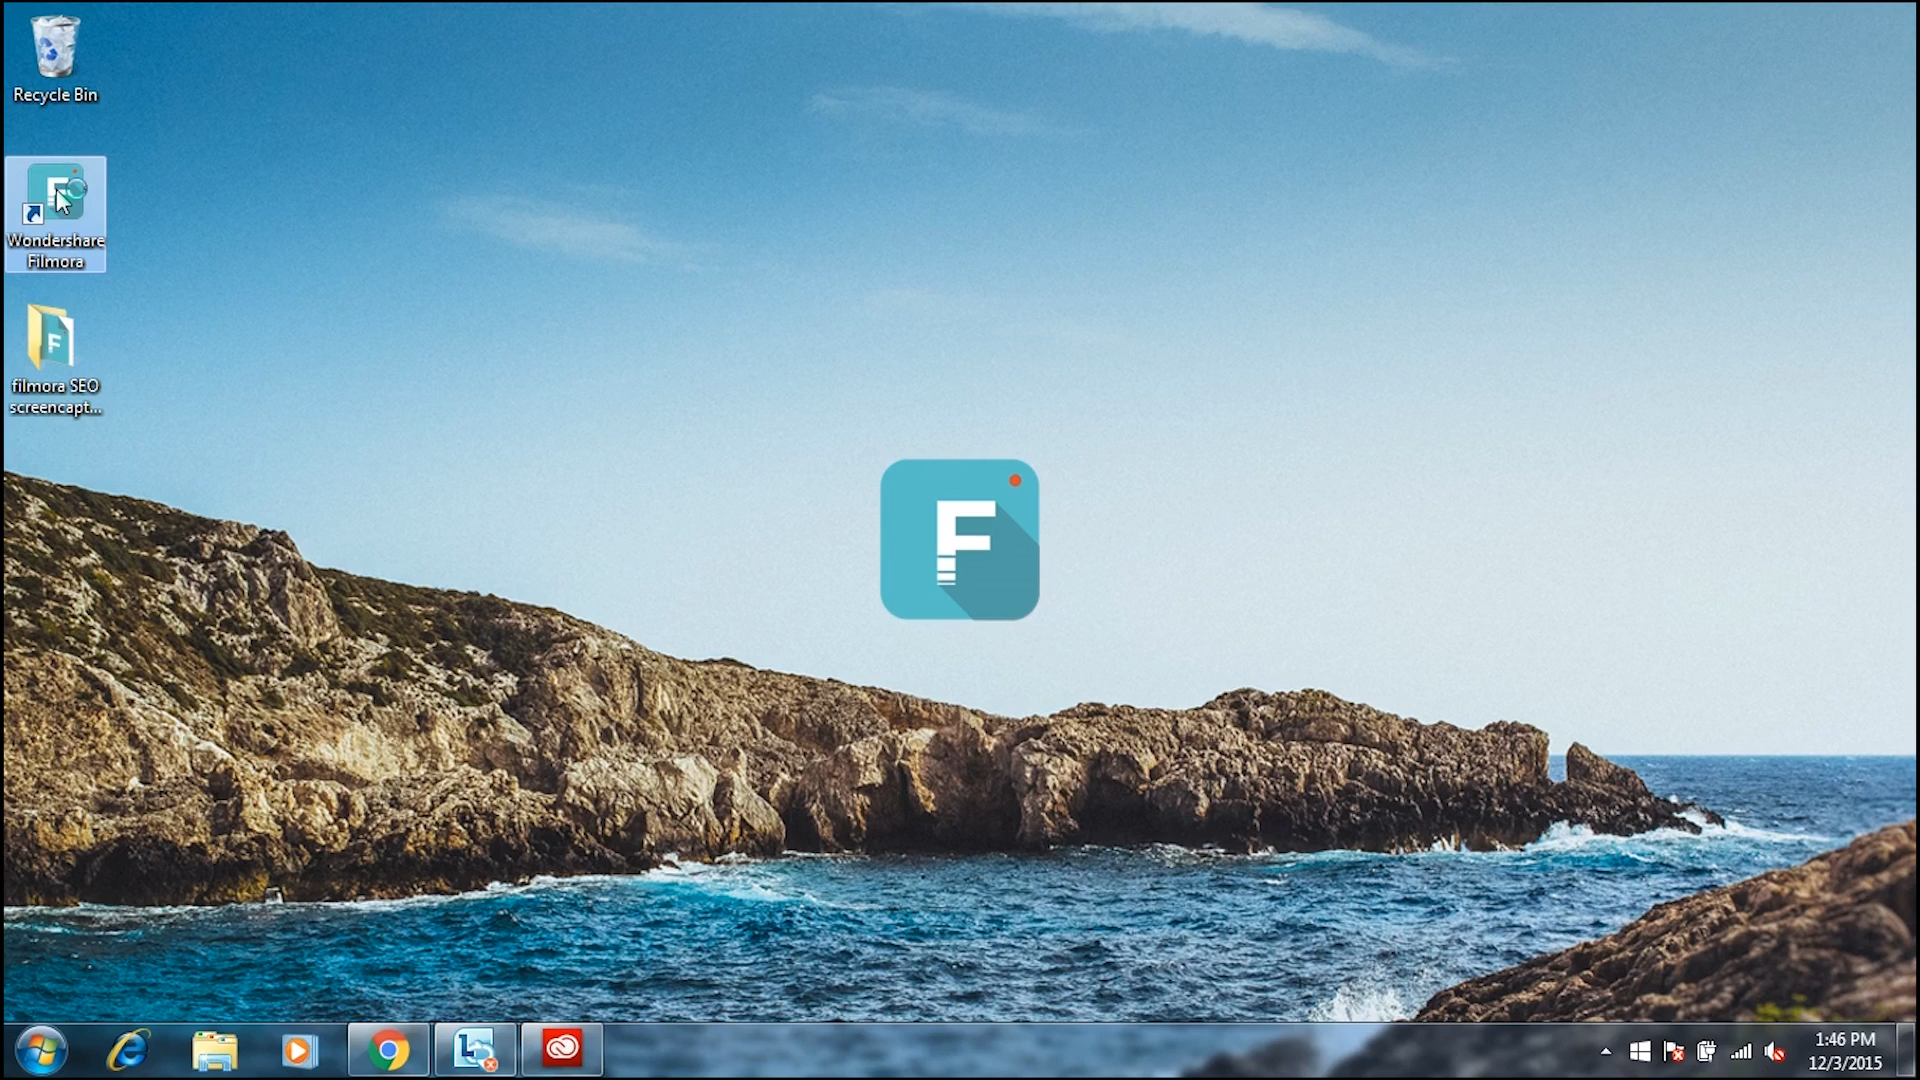 Recycle Bin
Wondershare
Filmora
filmora SEO
screencapt...
F
1:46 PM
12/3/2015